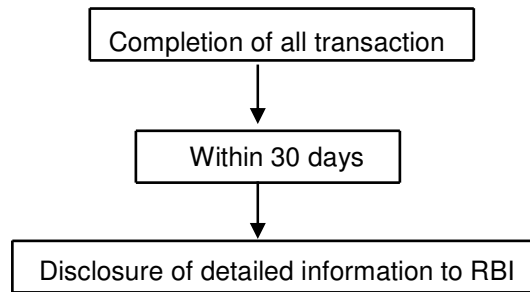 Completion of all transaction
Within 30 days
Disclosure of detailed information to RBI